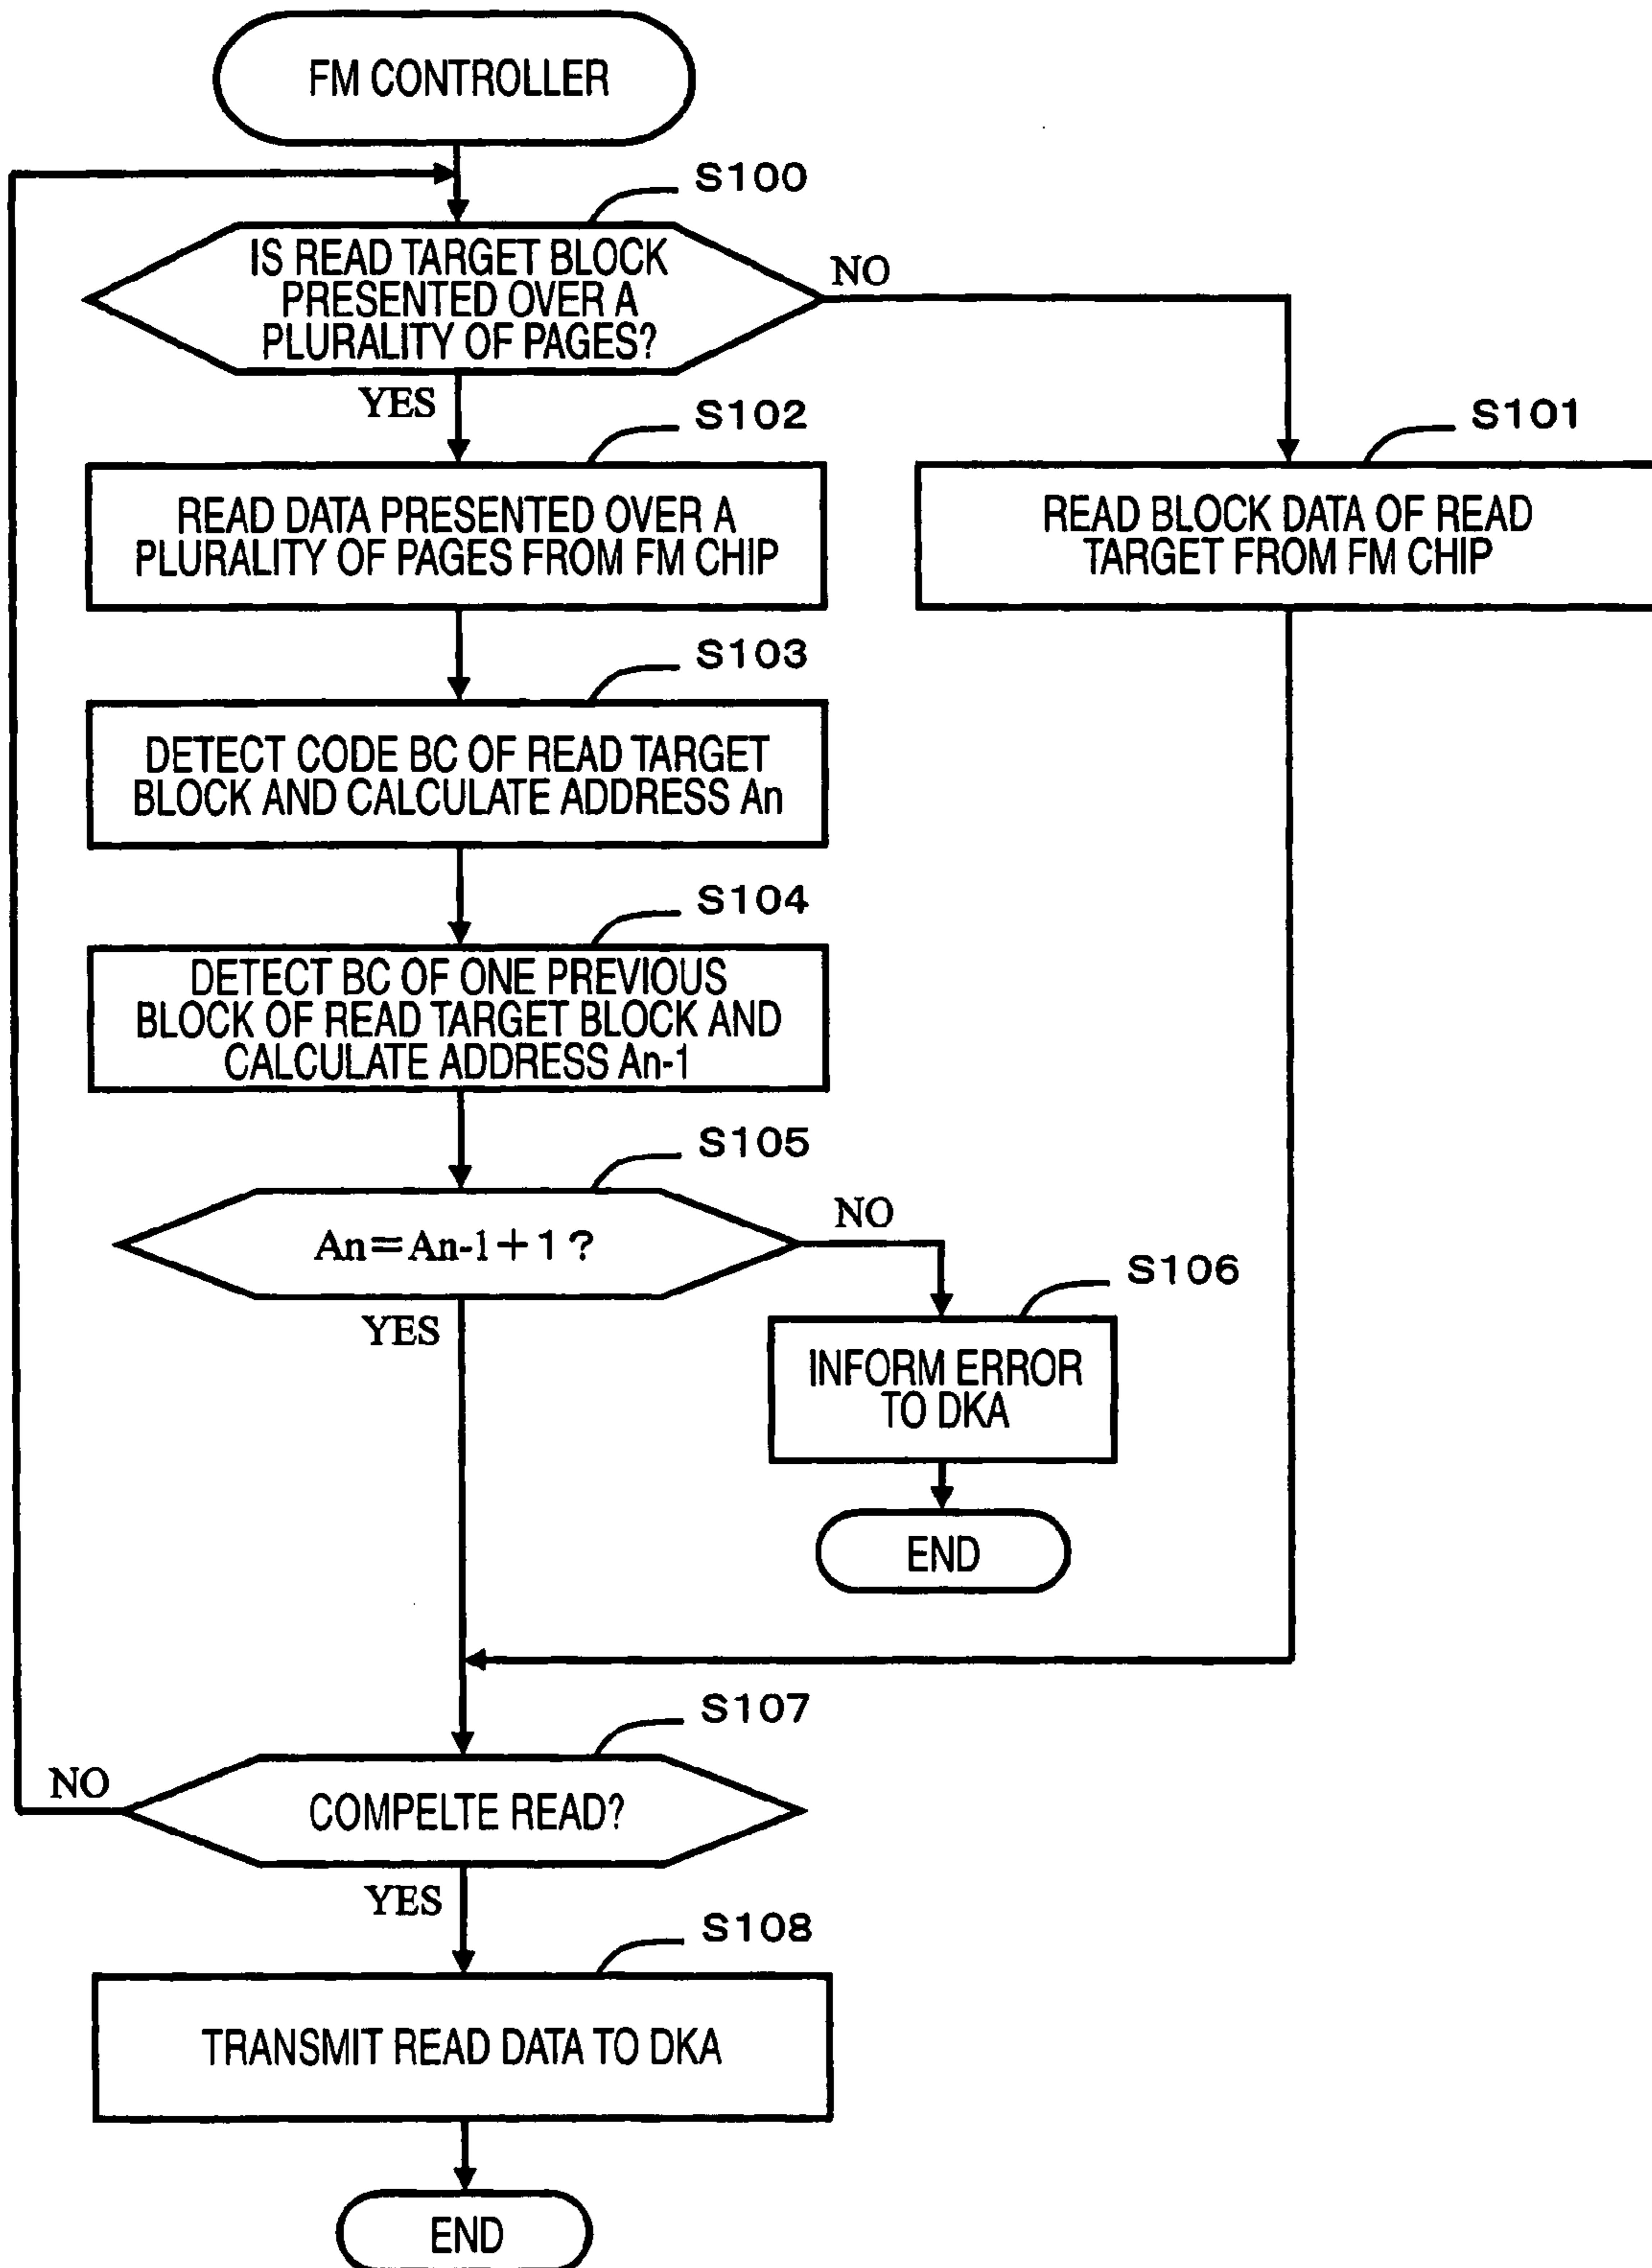 FM CONTROLLER
S100
IS READ TARGET BLOCK
PRESENTED OVER A
PLURALITY OF PAGES?
NO
YES
S102
S101
READ DATA PRESENTED OVER A
PLURALITY OF PAGES FROM FM CHIP
READ BLOCK DATA OF READ
TARGET FROM FM CHIP
S103
DETECT CODE BC OF READ TARGET
BLOCK AND CALCULATE ADDRESS An
S104
DETECT BC OF ONE PREVIOUS
BLOCK OF READ TARGET BLOCK AND
CALCULATE ADDRESS An-1
S105
An=An-1+1?
NO
YES
S106
INFORM ERROR
TO DKA
END
S107
COMPELTE READ?
NO
YES
S108
TRANSMIT READ DATA TO DKA
END